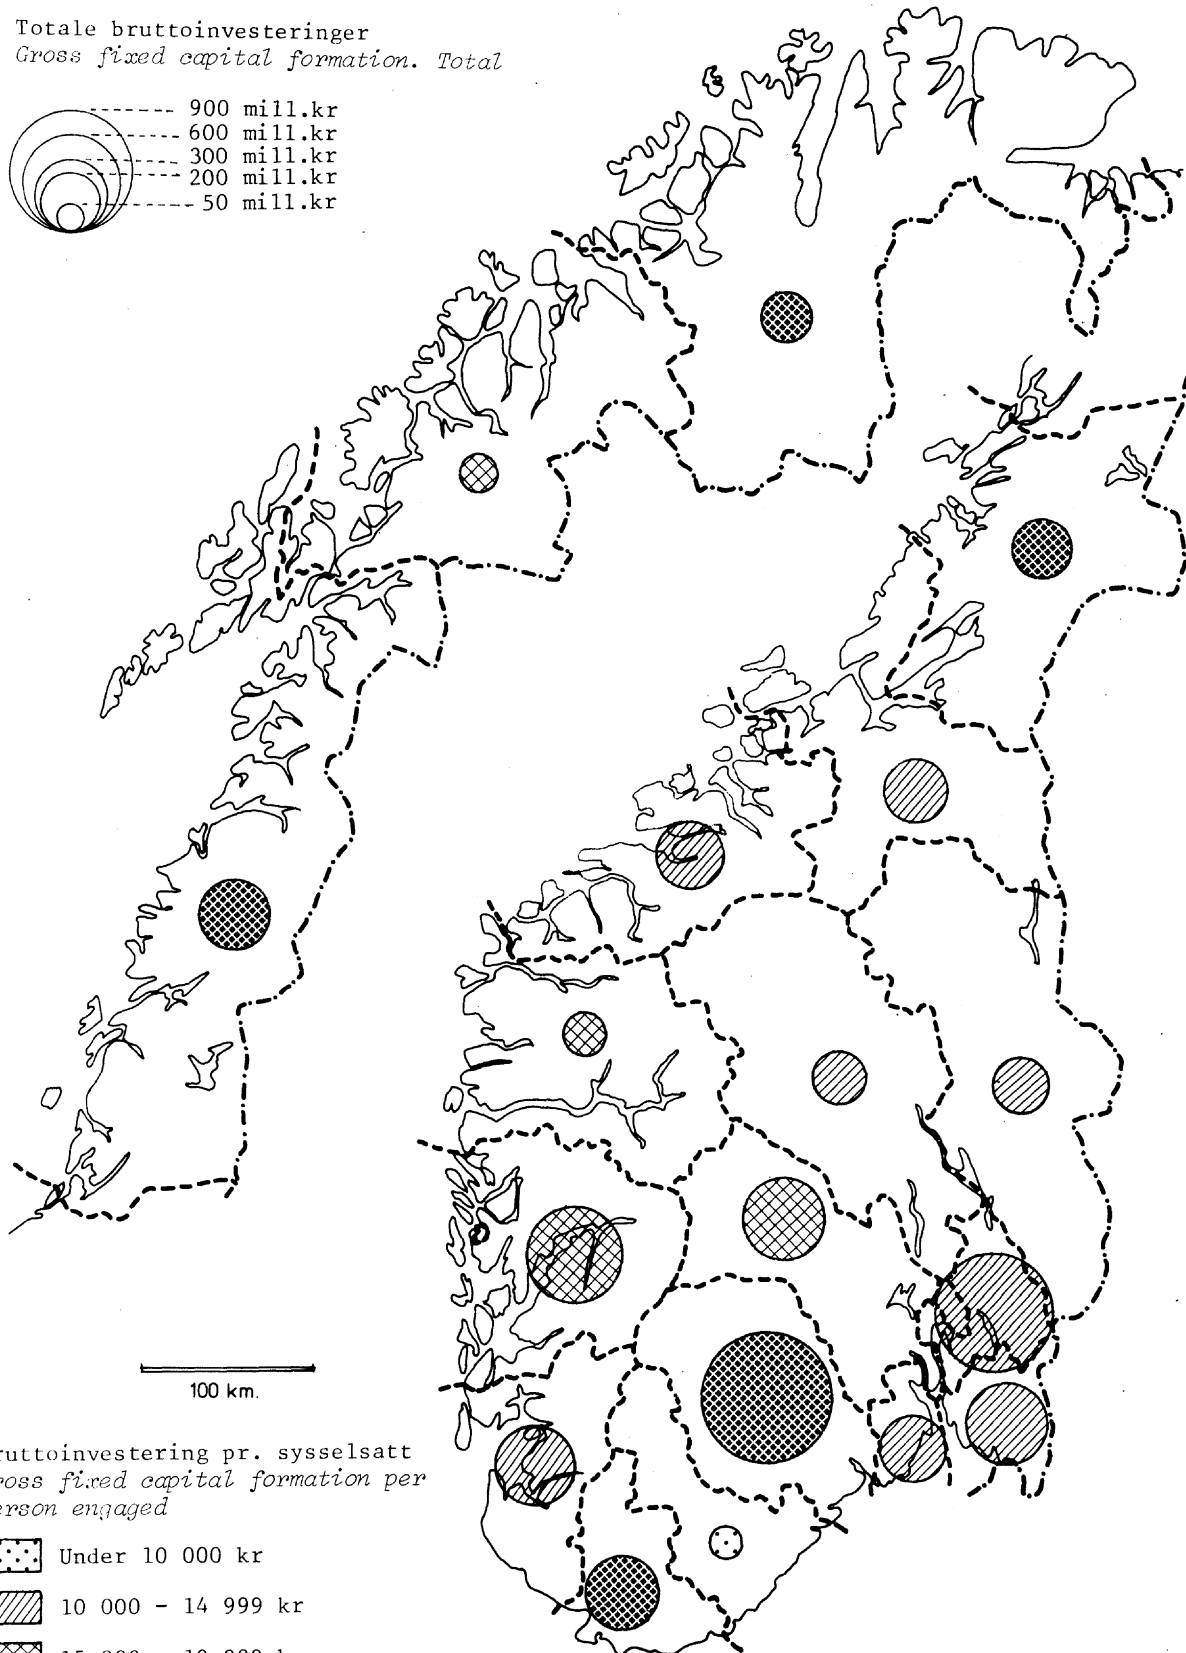 Totale bruttoinvesteringer
Gross fixed capital formation. Total
900 mill.kr
600 mill.kr
300 mill.kr
200 mill.kr
50 mill.kr
100 km.
ruttoinvestering pr. sysselsatt
ross fixed capital formation per
erson engaged
Under 10 000 kr
10 000 - 14 999 kr